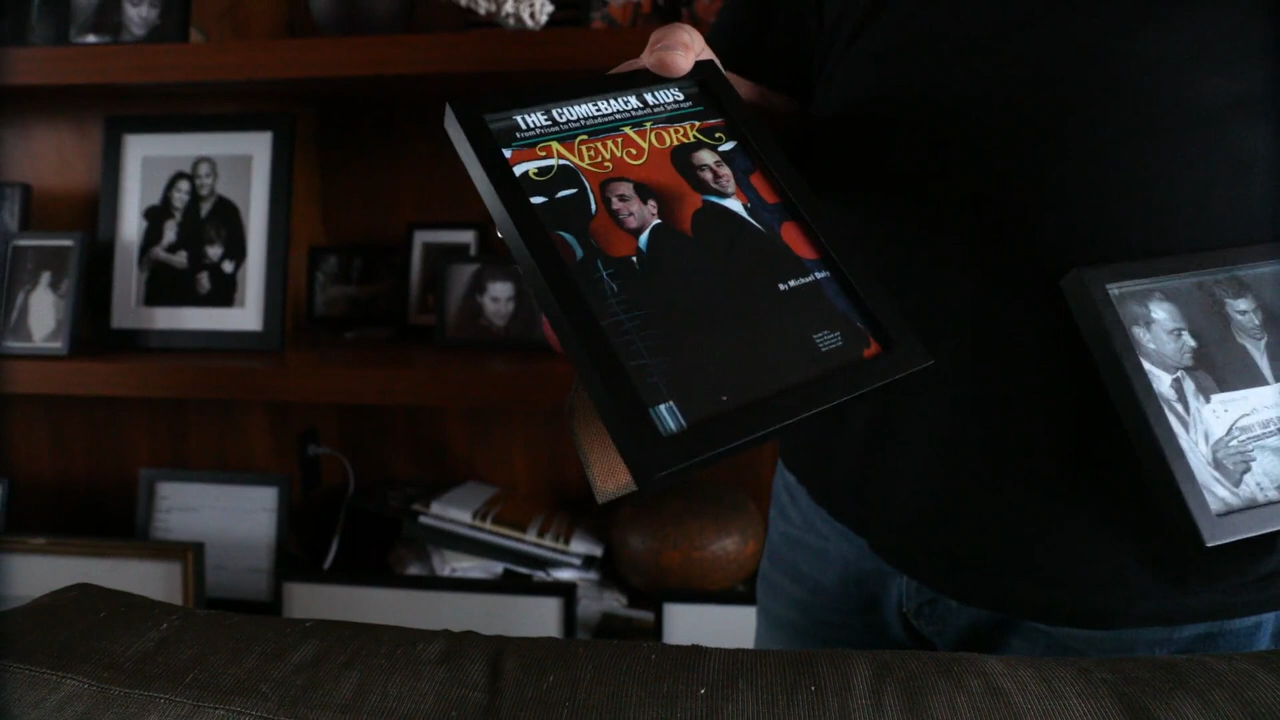 THE COMEBACK KIDS
From Prison to the Palladium With Rubell and Schrager
NEW YORK
By Michael Daly